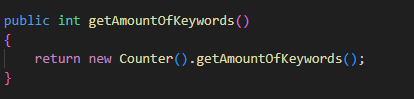 public int getAmountOfKeywords()
{
    return new Counter().getAmountOfKeywords();
}